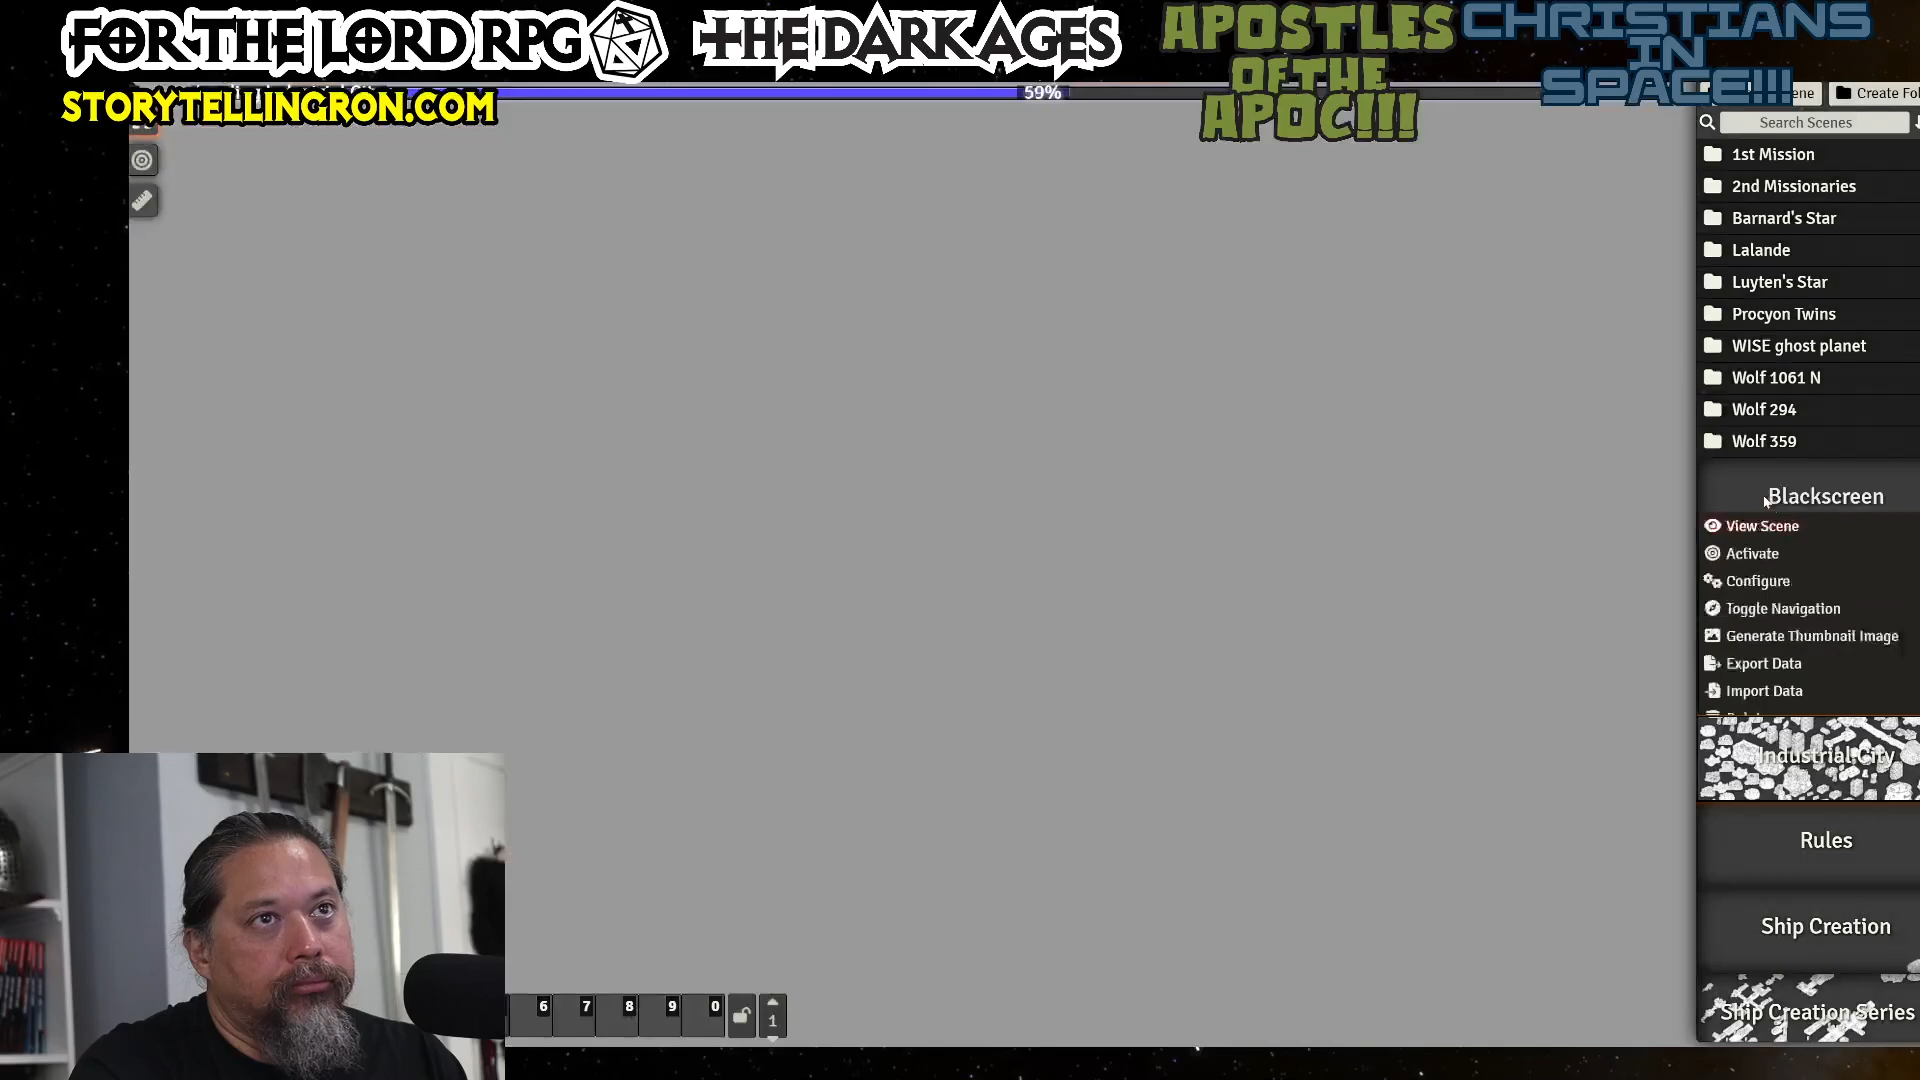 FOR THE LORD RPG
THE DARK AGES
APOSTLES
OF THE
APOC!!!
CHRISTIANS
IN
SPACE!!!
STORYTELLINGRON.COM
59%
Create Fol
Search Scenes
1st Mission
2nd Missionaries
Barnard's Star
Lalande
Luyten's Star
Procyon Twins
WISE ghost planet
Wolf 1061 N
Wolf 294
Wolf 359
Blackscreen
View Scene
Activate
Configure
Toggle Navigation
Generate Thumbnail Image
Export Data
Import Data
Industrial City
Rules
Ship Creation
Ship Creation Series
6 7 8 9 0
1